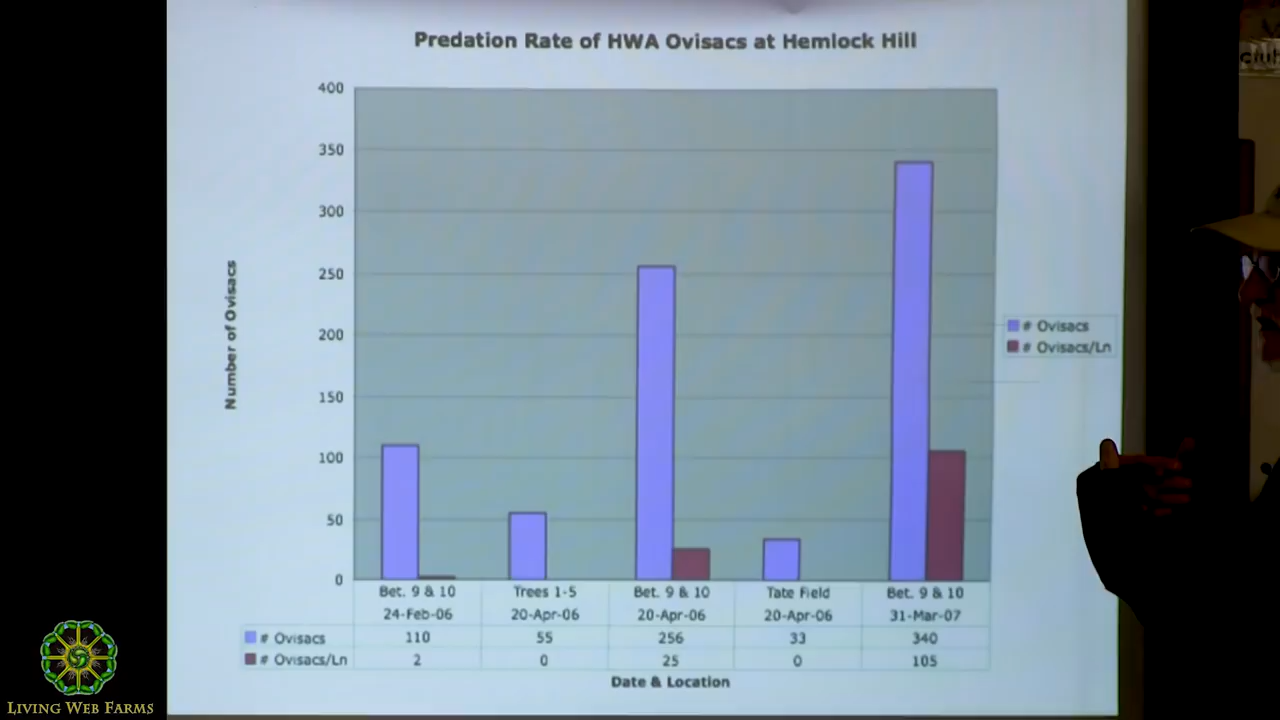 Predation Rate of HWA Ovisacs at Hemlock Hill
400
350
300
250
200
150
100
50
0
Number of Ovisacs
# Ovisacs
# Ovisacs/Ln
Bet. 9 & 10 Trees 1-5 Bet. 9 & 10 Tate Field Bet. 9 & 10
24-Feb-06 20-Apr-06 20-Apr-06 20-Apr-06 31-Mar-07
# Ovisacs 110 55 256 33 340
# Ovisacs/Ln 2 0 25 0 105
Date & Location
LIVING WEB FARMS